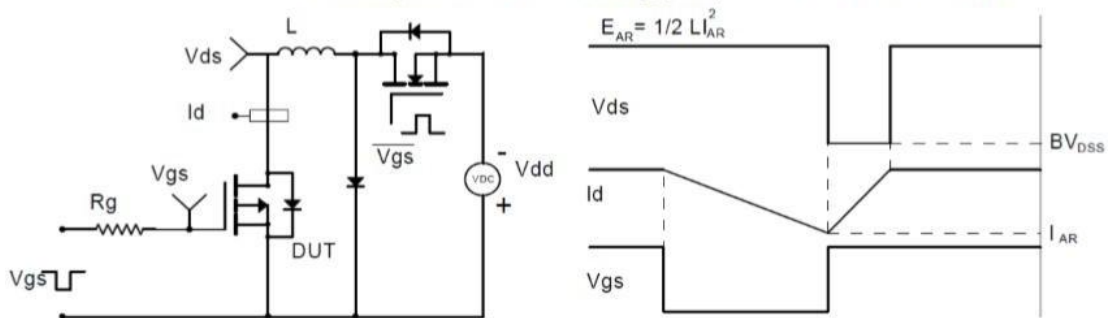 L
Vds
Id
Vgs
Vgs
Rg
DUT
Vgs
-
Vdd
VDC
+
E_AR = 1/2 LI_AR^2
Vds
BV_DSS
Id
I_AR
Vgs